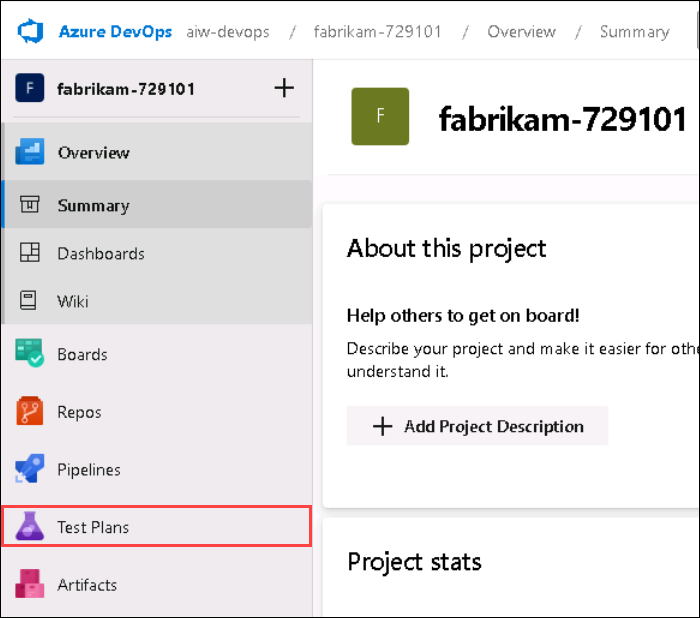 Azure DevOps aiw-devops / fabrikam-729101 / Overview / Summary
F fabrikam-729101 +
Overview
Summary
Dashboards
Wiki
Boards
Repos
Pipelines
Test Plans
Artifacts
F fabrikam-729101
About this project
Help others to get on board!
Describe your project and make it easier for othe
understand it.
+ Add Project Description
Project stats